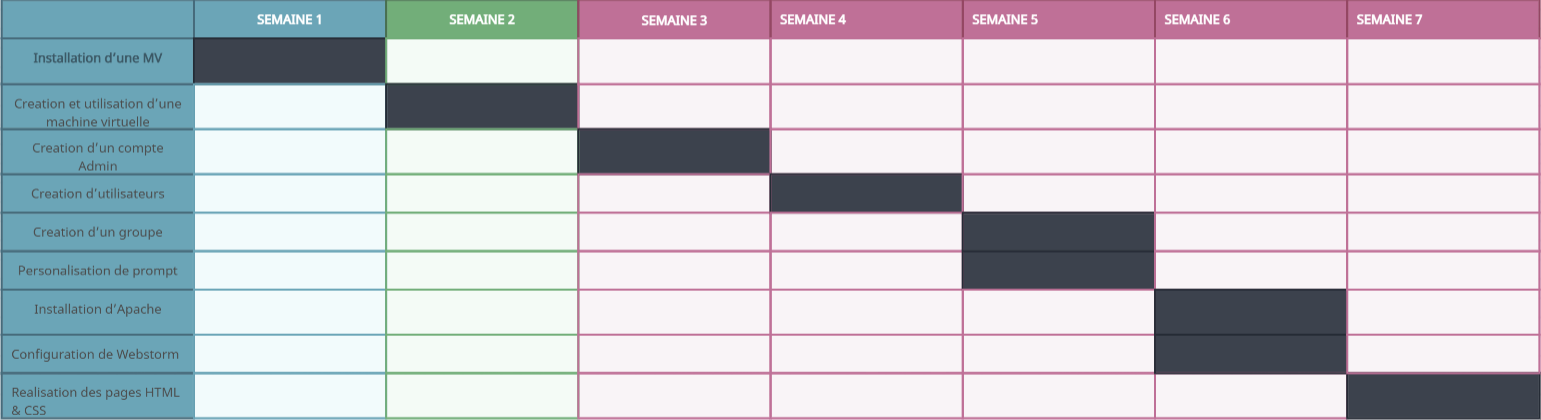 SEMAINE 1 SEMAINE 2 SEMAINE 3 SEMAINE 4 SEMAINE 5 SEMAINE 6 SEMAINE 7
Installation d'une MV
Creation et utilisation d'une
machine virtuelle
Creation d'un compte
Admin
Creation d'utilisateurs
Creation d'un groupe
Personalisation de prompt
Installation d'Apache
Configuration de Webstorm
Realisation des pages HTML
& CSS